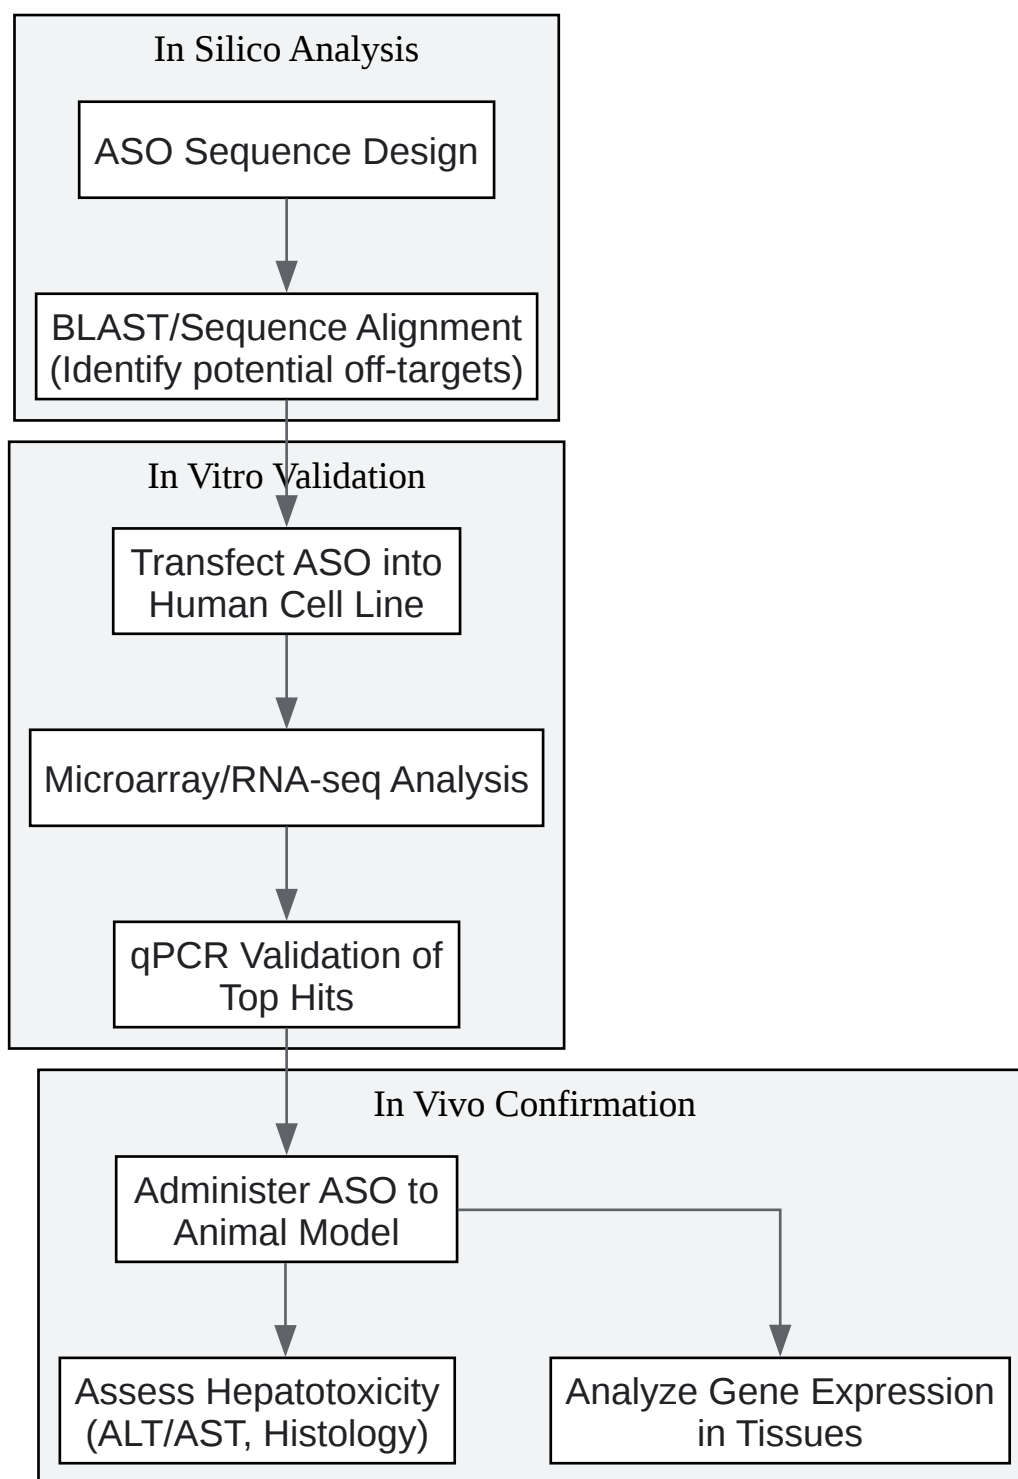 In Silico Analysis
ASO Sequence Design
BLAST/Sequence Alignment
(Identify potential off-targets)
In Vitro Validation
Transfect ASO into
Human Cell Line
Microarray/RNA-seq Analysis
qPCR Validation of
Top Hits
In Vivo Confirmation
Administer ASO to
Animal Model
Assess Hepatotoxicity
(ALT/AST, Histology)
Analyze Gene Expression
in Tissues